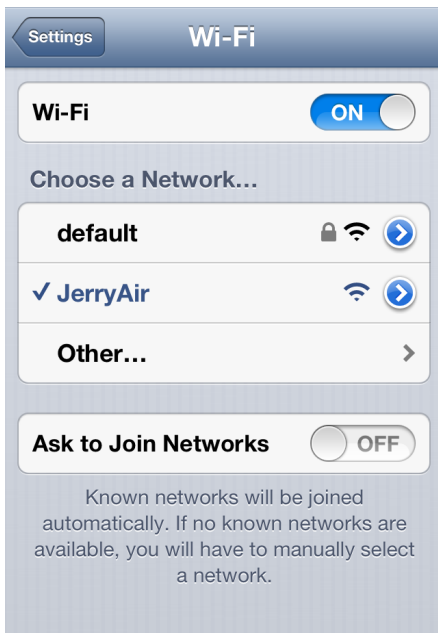 Settings
Wi-Fi
Wi-Fi
ON
Choose a Network...
default
JerryAir
Other...
Ask to Join Networks
OFF
Known networks will be joined
automatically. If no known networks are
available, you will have to manually select
a network.